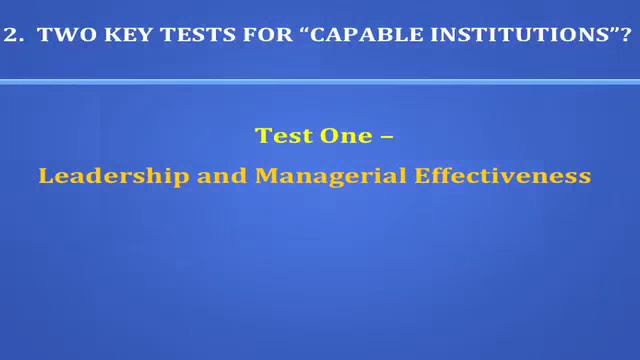 2. TWO KEY TESTS FOR “CAPABLE INSTITUTIONS”?
Test One –
Leadership and Managerial Effectiveness